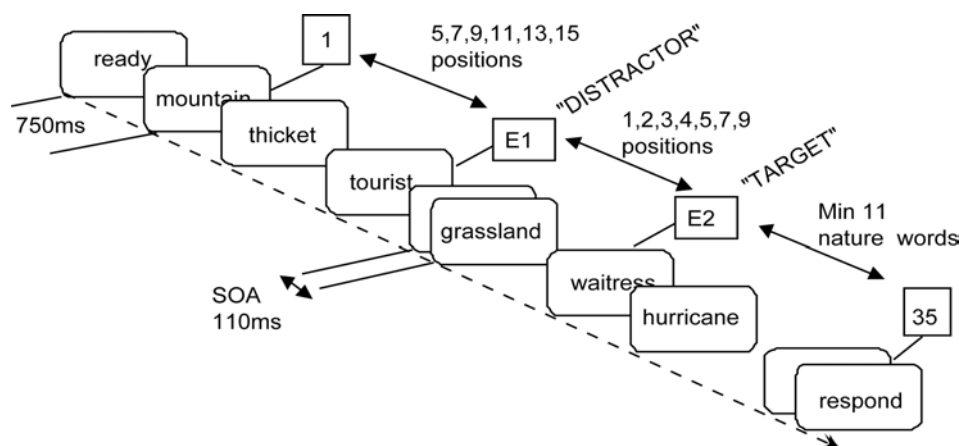 ready
1
5,7,9,11,13,15
positions
"DISTRACTOR"
mountain
750ms
thicket
E1
1,2,3,4,5,7,9
positions
"TARGET"
tourist
E2
Min 11
nature words
grassland
SOA
110ms
waitress
hurricane
35
respond